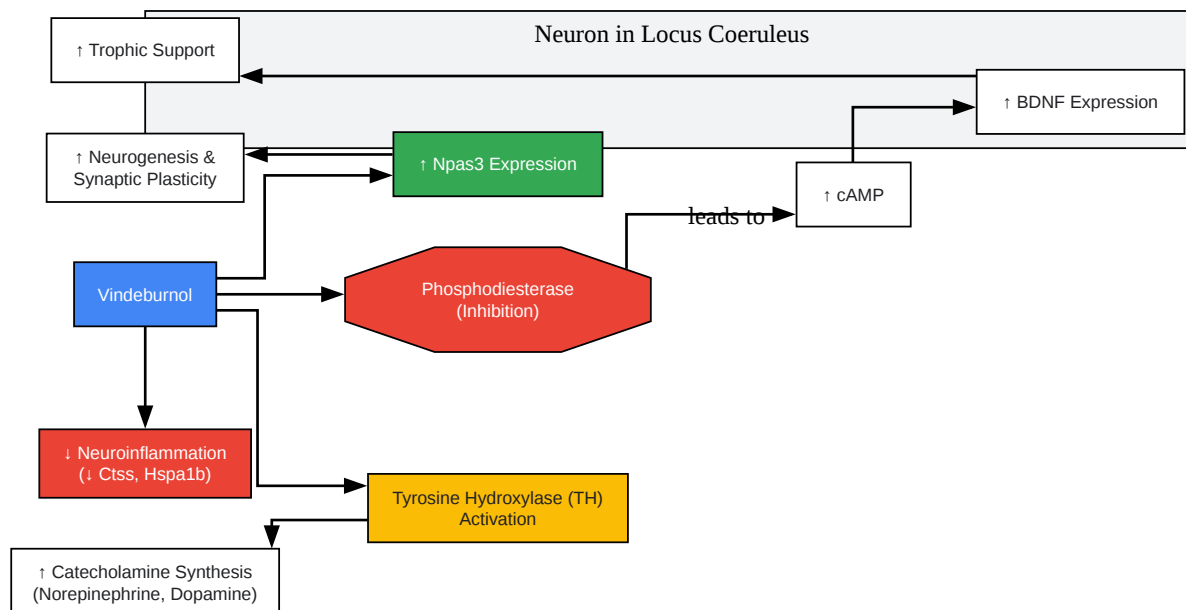 Neuron in Locus Coeruleus
↑ Trophic Support
↑ BDNF Expression
↑ Neurogenesis &
Synaptic Plasticity
↑ Npas3 Expression
↑ cAMP
leads to
Vindeburnol
Phosphodiesterase
(Inhibition)
↓ Neuroinflammation
(↓ Ctss, Hspa1b)
Tyrosine Hydroxylase (TH)
Activation
↑ Catecholamine Synthesis
(Norepinephrine, Dopamine)